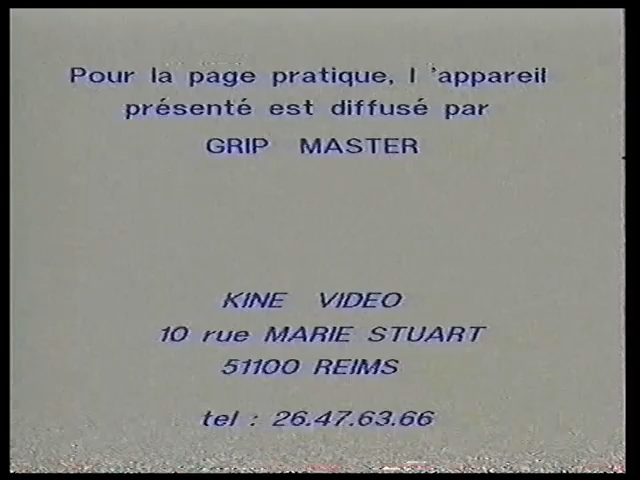 Pour la page pratique, l 'appareil
présenté est diffusé par
GRIP MASTER
KINE VIDEO
10 rue MARIE STUART
51100 REIMS
tel : 26.47.63.66